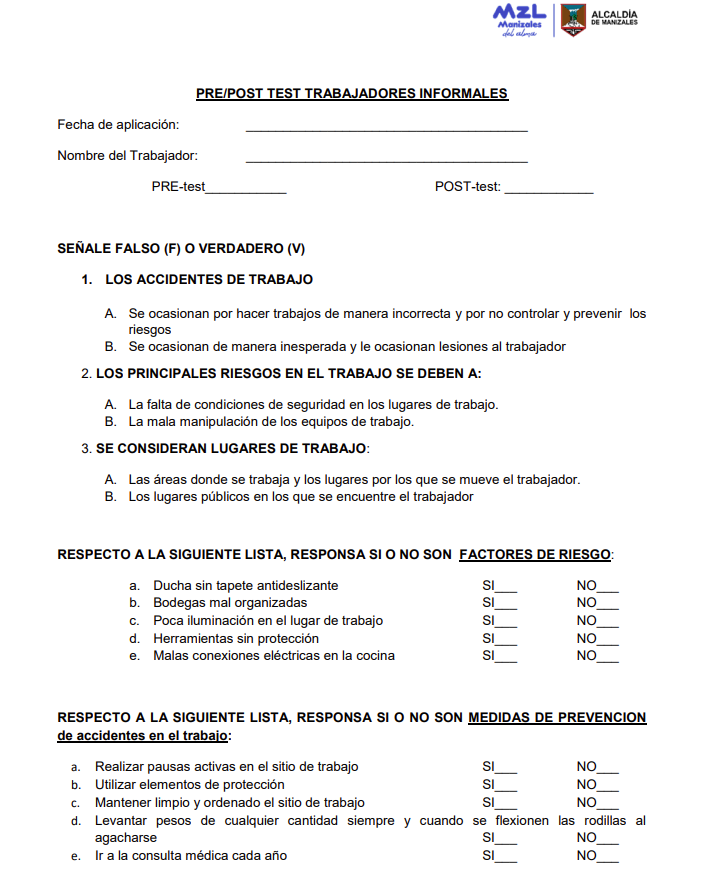 MZL
Manizales
del alma
ALCALDÍA
DE MANIZALES
PRE/POST TEST TRABAJADORES INFORMALES
Fecha de aplicación: ______________________________________
Nombre del Trabajador: ______________________________________
PRE-test___________ POST-test: ____________
SEÑALE FALSO (F) O VERDADERO (V)
1. LOS ACCIDENTES DE TRABAJO
A. Se ocasionan por hacer trabajos de manera incorrecta y por no controlar y prevenir los
riesgos
B. Se ocasionan de manera inesperada y le ocasionan lesiones al trabajador
2. LOS PRINCIPALES RIESGOS EN EL TRABAJO SE DEBEN A:
A. La falta de condiciones de seguridad en los lugares de trabajo.
B. La mala manipulación de los equipos de trabajo.
3. SE CONSIDERAN LUGARES DE TRABAJO:
A. Las áreas donde se trabaja y los lugares por los que se mueve el trabajador.
B. Los lugares públicos en los que se encuentre el trabajador
RESPECTO A LA SIGUIENTE LISTA, RESPONSA SI O NO SON FACTORES DE RIESGO:
a. Ducha sin tapete antideslizante SI___ NO___
b. Bodegas mal organizadas SI___ NO___
c. Poca iluminación en el lugar de trabajo SI___ NO___
d. Herramientas sin protección SI___ NO___
e. Malas conexiones eléctricas en la cocina SI___ NO___
RESPECTO A LA SIGUIENTE LISTA, RESPONSA SI O NO SON MEDIDAS DE PREVENCION
de accidentes en el trabajo:
a. Realizar pausas activas en el sitio de trabajo SI___ NO___
b. Utilizar elementos de protección SI___ NO___
c. Mantener limpio y ordenado el sitio de trabajo SI___ NO___
d. Levantar pesos de cualquier cantidad siempre y cuando se flexionen las rodillas al
agacharse SI___ NO___
e. Ir a la consulta médica cada año SI___ NO___